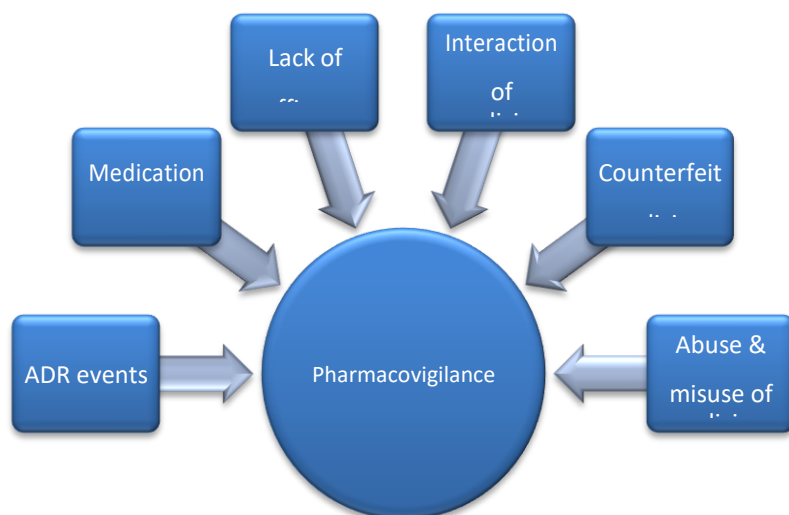 Lack of
Interaction
of
Medication
Counterfeit
ADR events
Pharmacovigilance
Abuse &
misuse of